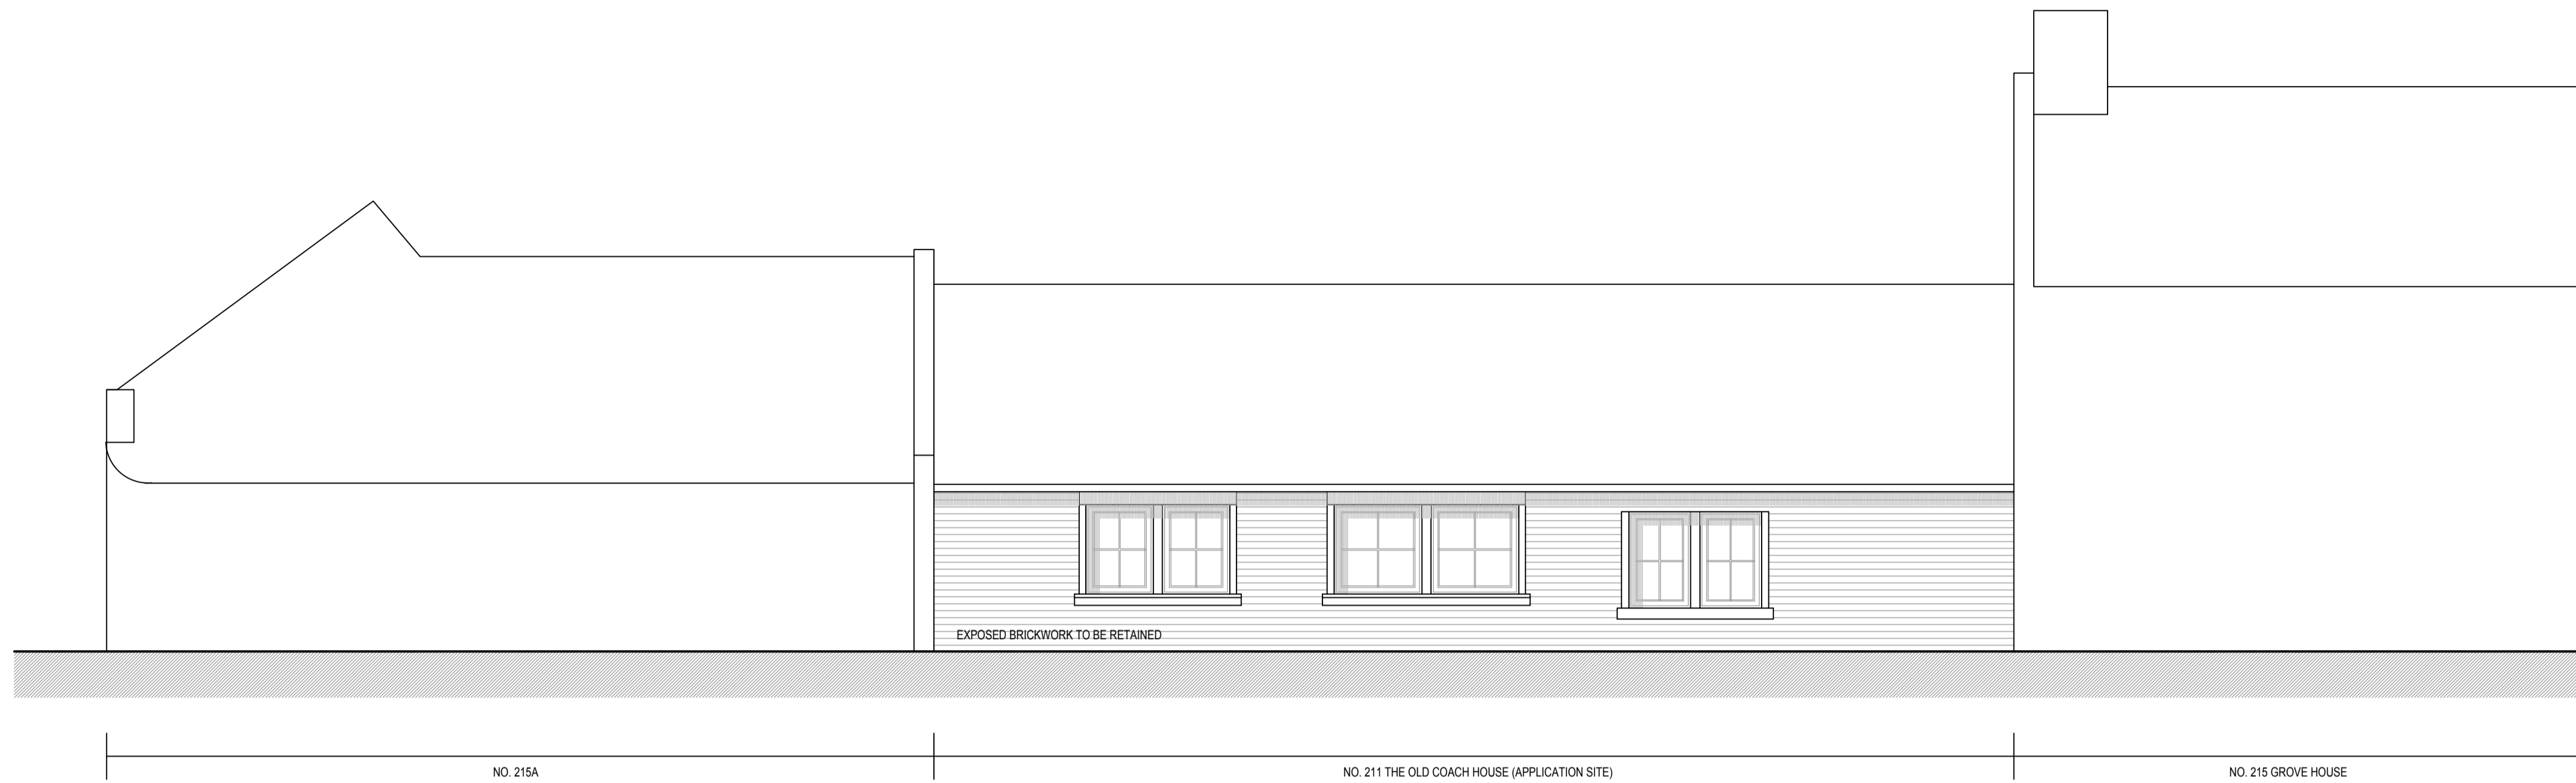 EXPOSED BRICKWORK TO BE RETAINED
NO. 215A
NO. 211 THE OLD COACH HOUSE (APPLICATION SITE)
NO. 215 GROVE HOUSE